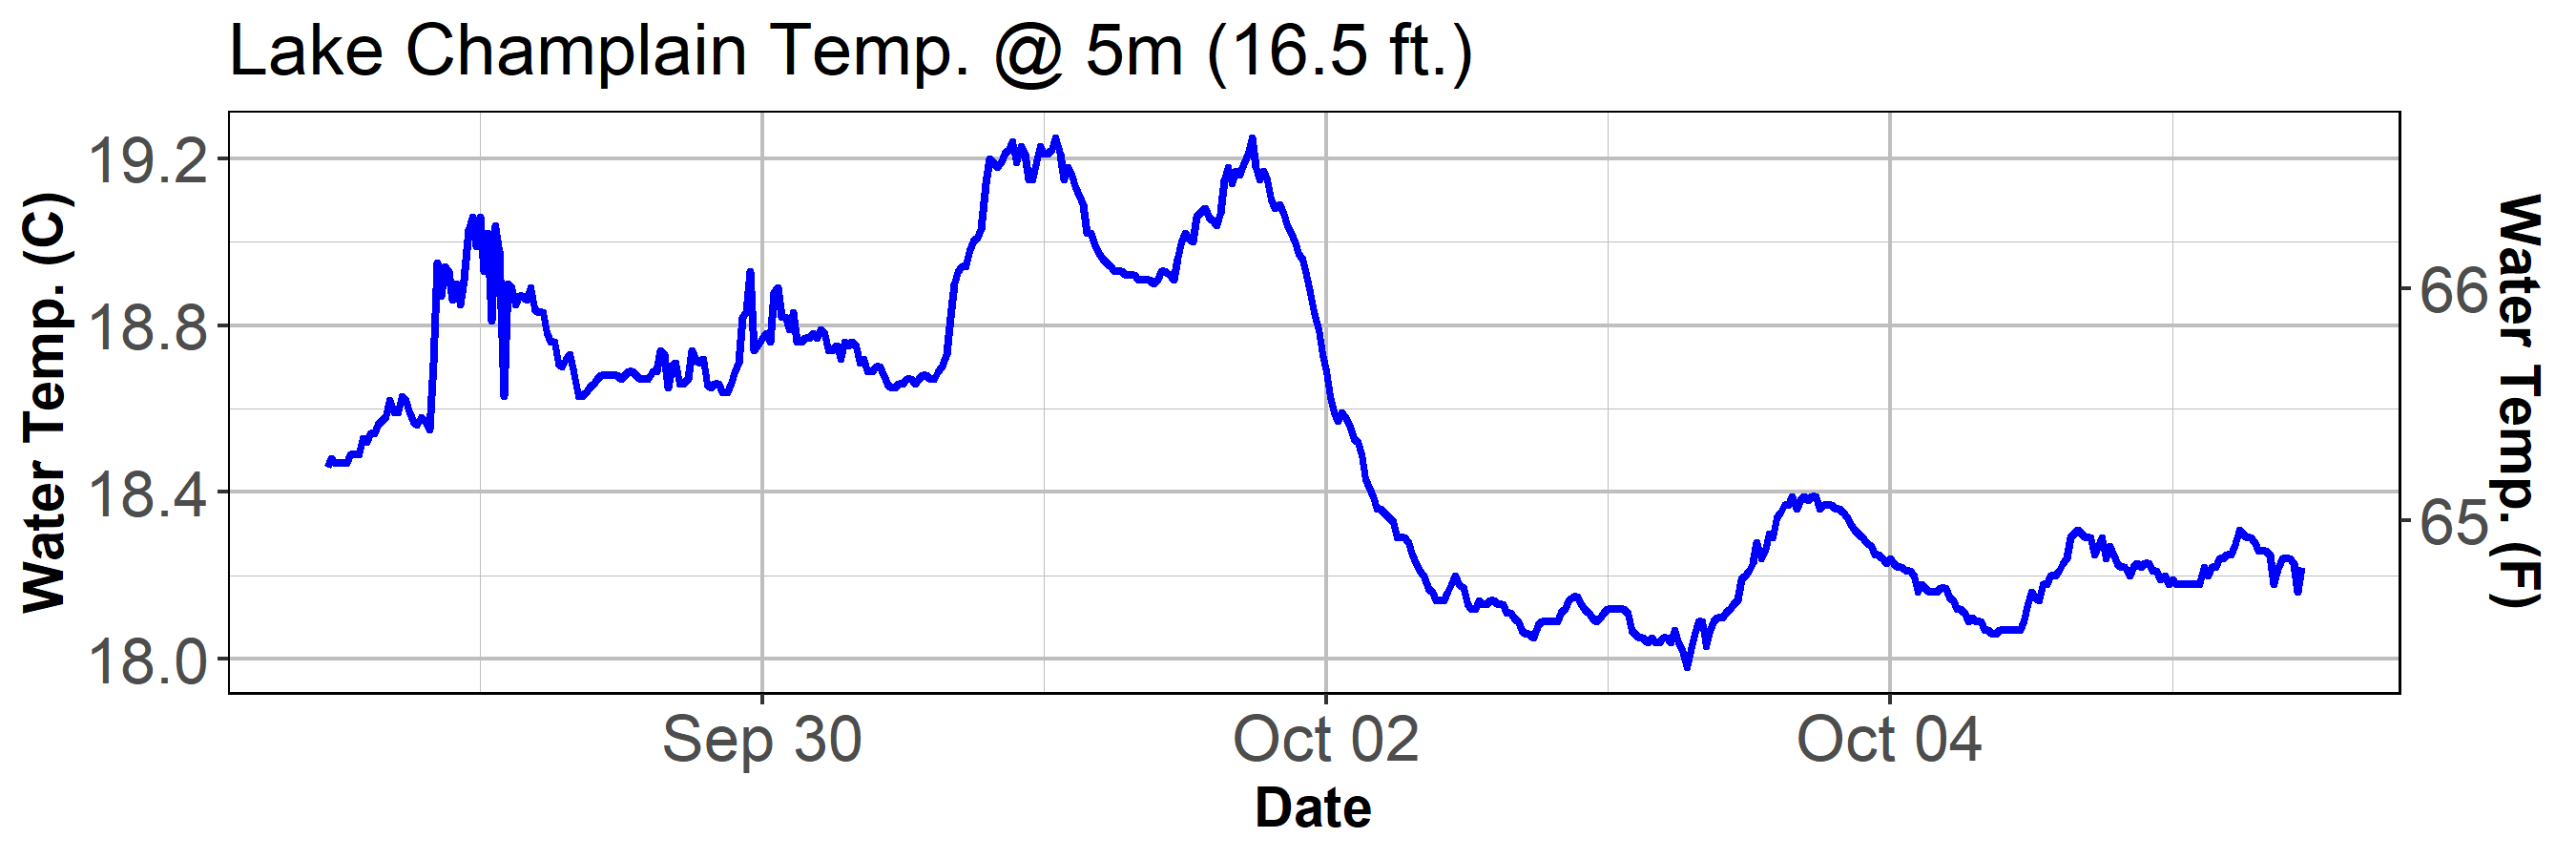 Lake Champlain Temp. @ 5m (16.5 ft.)
Water Temp. (C)
19.2
18.8
18.4
18.0
66
65
Water Temp. (F)
Sep 30 Oct 02 Oct 04
Date